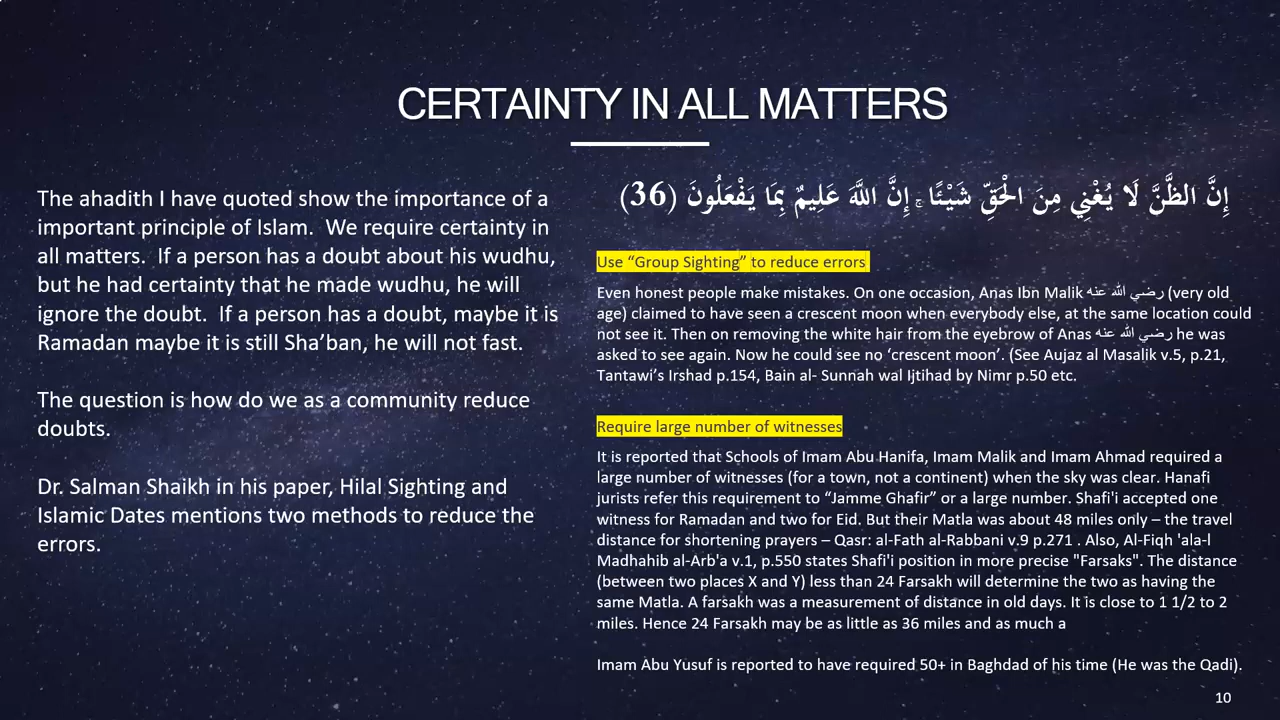 CERTAINTY IN ALL MATTERS
The ahadith I have quoted show the importance of a
important principle of Islam.  We require certainty in
all matters.  If a person has a doubt about his wudhu,
but he had certainty that he made wudhu, he will
ignore the doubt.  If a person has a doubt, maybe it is
Ramadan maybe it is still Sha’ban, he will not fast.
The question is how do we as a community reduce
doubts.
Dr. Salman Shaikh in his paper, Hilal Sighting and
Islamic Dates mentions two methods to reduce the
errors.
إِنَّ الظَّنَّ لَا يُغْنِي مِنَ الْحَقِّ شَيْئًا ۚ إِنَّ اللَّهَ عَلِيمٌ بِمَا يَفْعَلُونَ (36)
Use “Group Sighting” to reduce errors
Even honest people make mistakes. On one occasion, Anas Ibn Malik رضي الله عنه (very old
age) claimed to have seen a crescent moon when everybody else, at the same location could
not see it. Then on removing the white hair from the eyebrow of Anas رضي الله عنه he was
asked to see again. Now he could see no ‘crescent moon’. (See Aujaz al Masalik v.5, p.21,
Tantawi’s Irshad p.154, Bain al- Sunnah wal Ijtihad by Nimr p.50 etc.
Require large number of witnesses
It is reported that Schools of Imam Abu Hanifa, Imam Malik and Imam Ahmad required a
large number of witnesses (for a town, not a continent) when the sky was clear. Hanafi
jurists refer this requirement to “Jamme Ghafir” or a large number. Shafi'i accepted one
witness for Ramadan and two for Eid. But their Matla was about 48 miles only – the travel
distance for shortening prayers – Qasr: al-Fath al-Rabbani v.9 p.271 . Also, Al-Fiqh 'ala-l
Madhahib al-Arb'a v.1, p.550 states Shafi'i position in more precise "Farsaks". The distance
(between two places X and Y) less than 24 Farsakh will determine the two as having the
same Matla. A farsakh was a measurement of distance in old days. It is close to 1 1/2 to 2
miles. Hence 24 Farsakh may be as little as 36 miles and as much a
Imam Abu Yusuf is reported to have required 50+ in Baghdad of his time (He was the Qadi).
10